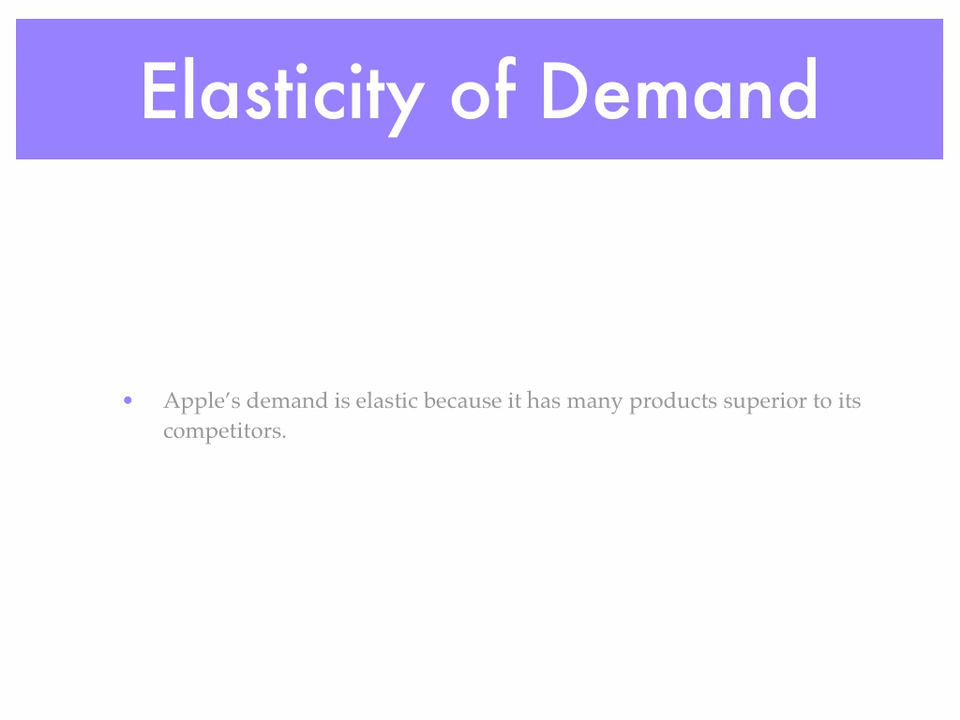 Elasticity of Demand
• Apple’s demand is elastic because it has many products superior to its
competitors.